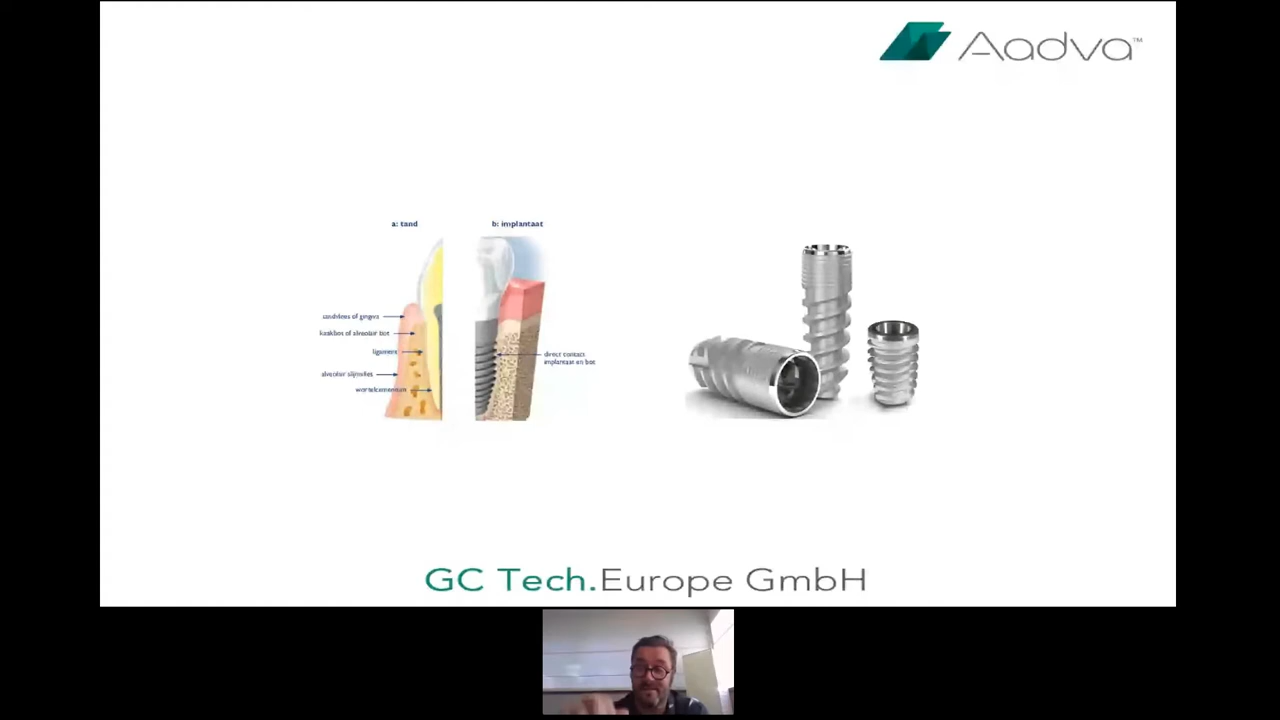 Aadva™
a: tand
b: implantaat
tandvlees of gingiva
kaakbot of alveolair bot
ligament
direct contact
implantaat en bot
alveolair slijmvlies
wortelcementum
GC Tech.Europe GmbH